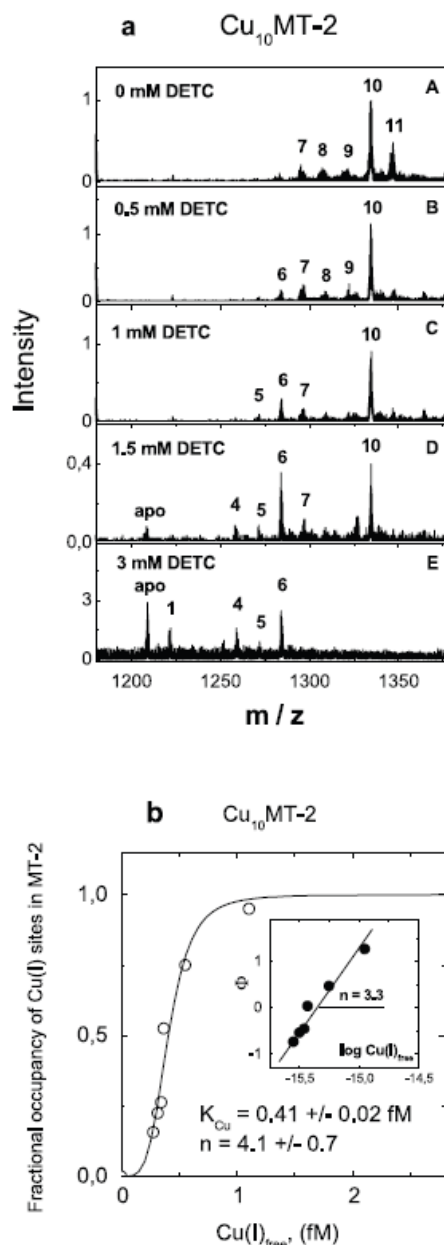 a Cu10MT-2
0 mM DETC A
1
0
7 8 9 10 11
0.5 mM DETC B
1
0
6 7 8 9 10
1 mM DETC C
1
0
5 6 7 10
1.5 mM DETC D
0,4
0,0
apo 4 5 6 7 10
3 mM DETC E
3
0
apo 1 4 5 6
Intensity
1200 1250 1300 1350
m / z
b Cu10MT-2
Fractional occupancy of Cu(I) sites in MT-2
1,0
0,5
0,0
Φ
1
0
-1
n = 3.3
log Cu(I)free
-15,5 -15,0 -14,5
KCu = 0.41 +/- 0.02 fM
n = 4.1 +/- 0.7
0 1 2
Cu(I)free, (fM)